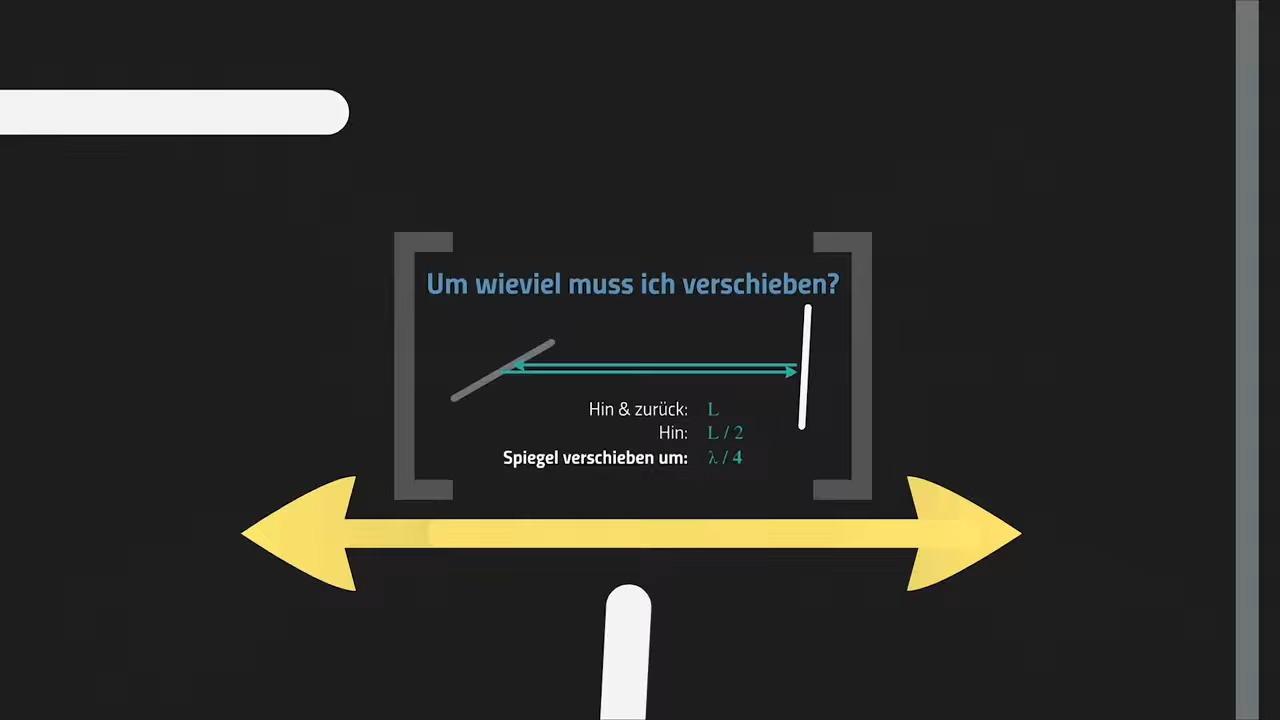 Um wieviel muss ich verschieben?
Hin & zurück: L
Hin: L / 2
Spiegel verschieben um: λ / 4